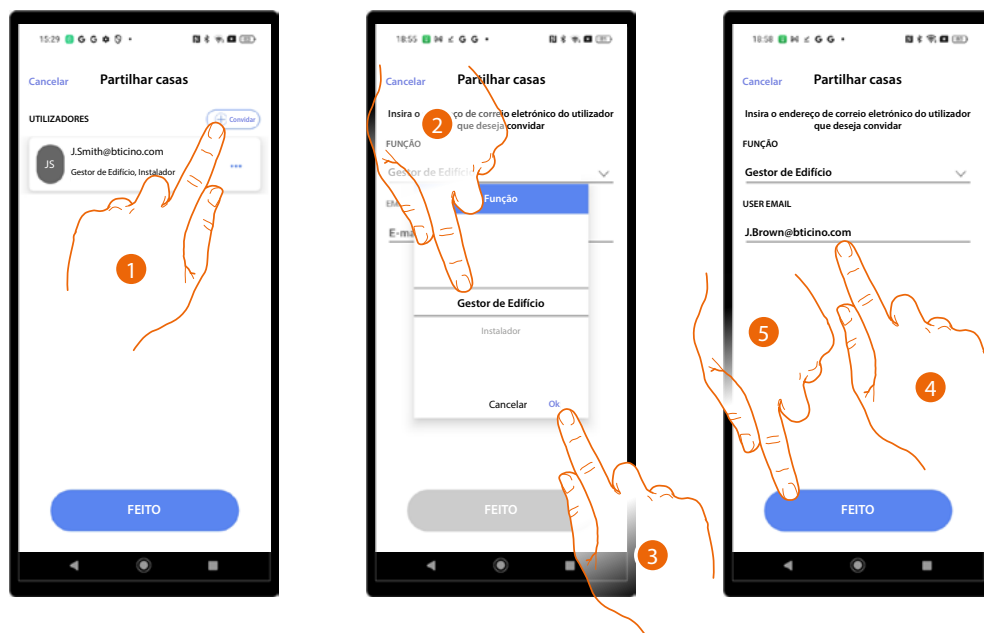 15:29
Cancelar Partilhar casas
UTILIZADORES Convidar
JS J.Smith@bticino.com
Gestor de Edifício, Instalador
1
FEITO
18:55
Cancelar Partilhar casas
Insira o ço de correio eletrónico do utilizador
que deseja convidar
2
FUNÇÃO
Gestor de Edifício
Função
E-ma
Gestor de Edifício
Instalador
Cancelar Ok
FEITO
3
18:58
Cancelar Partilhar casas
Insira o endereço de correio eletrónico do utilizador
que deseja convidar
FUNÇÃO
Gestor de Edifício
USER EMAIL
J.Brown@bticino.com
5
4
FEITO